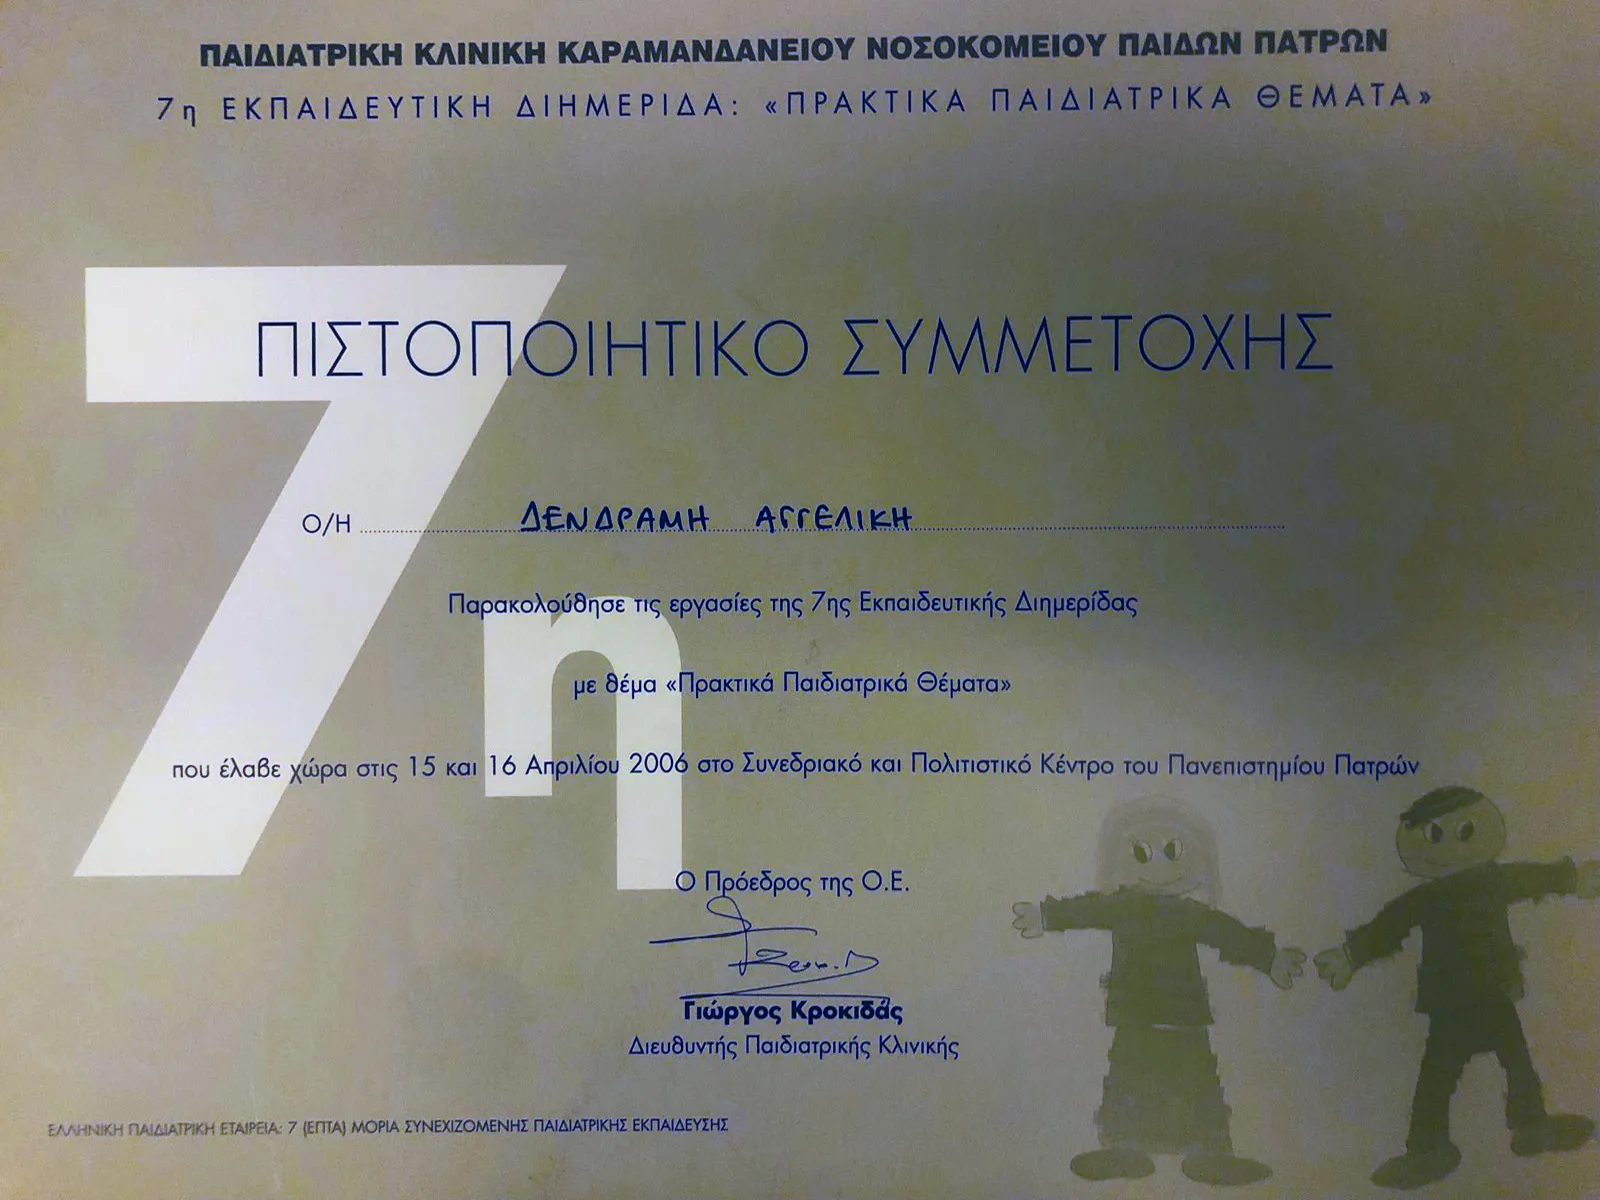 ΠΑΙΔΙΑΤΡΙΚΗ ΚΛΙΝΙΚΗ ΚΑΡΑΜΑΝΔΑΝΕΙΟΥ ΝΟΣΟΚΟΜΕΙΟΥ ΠΑΙΔΩΝ ΠΑΤΡΩΝ
7η ΕΚΠΑΙΔΕΥΤΙΚΗ ΔΙΗΜΕΡΙΔΑ: «ΠΡΑΚΤΙΚΑ ΠΑΙΔΙΑΤΡΙΚΑ ΘΕΜΑΤΑ»
7η
ΠΙΣΤΟΠΟΙΗΤΙΚΟ ΣΥΜΜΕΤΟΧΗΣ
Ο/Η ΔΕΝΔΡΑΜΗ ΑΓΓΕΛΙΚΗ
Παρακολούθησε τις εργασίες της 7ης Εκπαιδευτικής Διημερίδας
με θέμα «Πρακτικά Παιδιατρικά Θέματα»
που έλαβε χώρα στις 15 και 16 Απριλίου 2006 στο Συνεδριακό και Πολιτιστικό Κέντρο του Πανεπιστημίου Πατρών
Ο Πρόεδρος της Ο.Ε.
Γιώργος Κροκιδάς
Διευθυντής Παιδιατρικής Κλινικής
ΕΛΛΗΝΙΚΗ ΠΑΙΔΙΑΤΡΙΚΗ ΕΤΑΙΡΕΙΑ: 7 (ΕΠΤΑ) ΜΟΡΙΑ ΣΥΝΕΧΙΖΟΜΕΝΗΣ ΠΑΙΔΙΑΤΡΙΚΗΣ ΕΚΠΑΙΔΕΥΣΗΣ